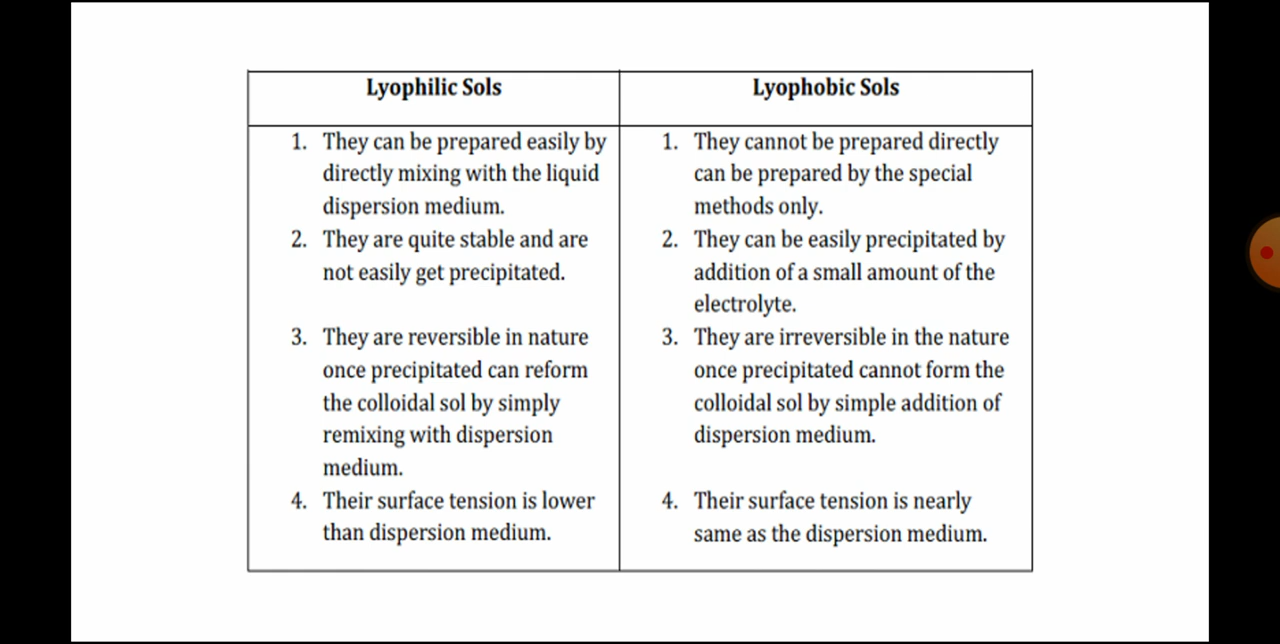 Lyophilic Sols
Lyophobic Sols
1. They can be prepared easily by
directly mixing with the liquid
dispersion medium.
2. They are quite stable and are
not easily get precipitated.
3. They are reversible in nature
once precipitated can reform
the colloidal sol by simply
remixing with dispersion
medium.
4. Their surface tension is lower
than dispersion medium.
1. They cannot be prepared directly
can be prepared by the special
methods only.
2. They can be easily precipitated by
addition of a small amount of the
electrolyte.
3. They are irreversible in the nature
once precipitated cannot form the
colloidal sol by simple addition of
dispersion medium.
4. Their surface tension is nearly
same as the dispersion medium.